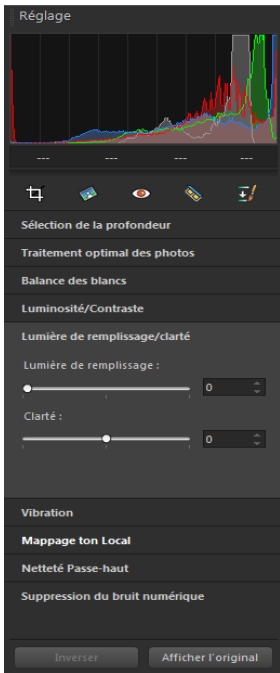 Réglage
--- --- --- ---
Sélection de la profondeur
Traitement optimal des photos
Balance des blancs
Luminosité/Contraste
Lumière de remplissage/clarté
Lumière de remplissage :
0
Clarté :
0
Vibration
Mappage ton Local
Netteté Passe-haut
Suppression du bruit numérique
Inverser Afficher l'original